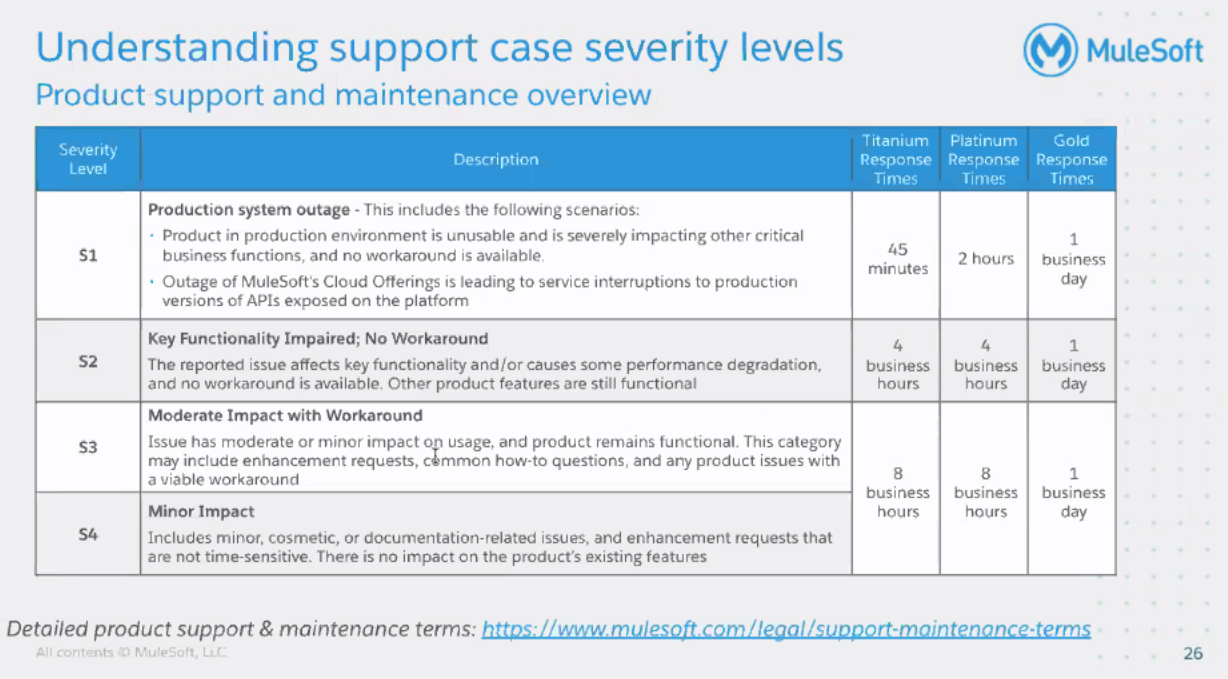 Understanding support case severity levels
MuleSoft
Product support and maintenance overview
Severity
Level
Description
Titanium
Response
Times
Platinum
Response
Times
Gold
Response
Times
S1
Production system outage - This includes the following scenarios:
· Product in production environment is unusable and is severely impacting other critical
business functions, and no workaround is available.
· Outage of MuleSoft's Cloud Offerings is leading to service interruptions to production
versions of APIs exposed on the platform
45
minutes
2 hours
1
business
day
S2
Key Functionality Impaired; No Workaround
The reported issue affects key functionality and/or causes some performance degradation,
and no workaround is available. Other product features are still functional
4
business
hours
4
business
hours
1
business
day
S3
Moderate Impact with Workaround
Issue has moderate or minor impact on usage, and product remains functional. This category
may include enhancement requests, common how-to questions, and any product issues with
a viable workaround
8
business
hours
8
business
hours
1
business
day
S4
Minor Impact
Includes minor, cosmetic, or documentation-related issues, and enhancement requests that
are not time-sensitive. There is no impact on the product's existing features
Detailed product support & maintenance terms: https://www.mulesoft.com/legal/support-maintenance-terms
All contents © MuleSoft, LLC
26